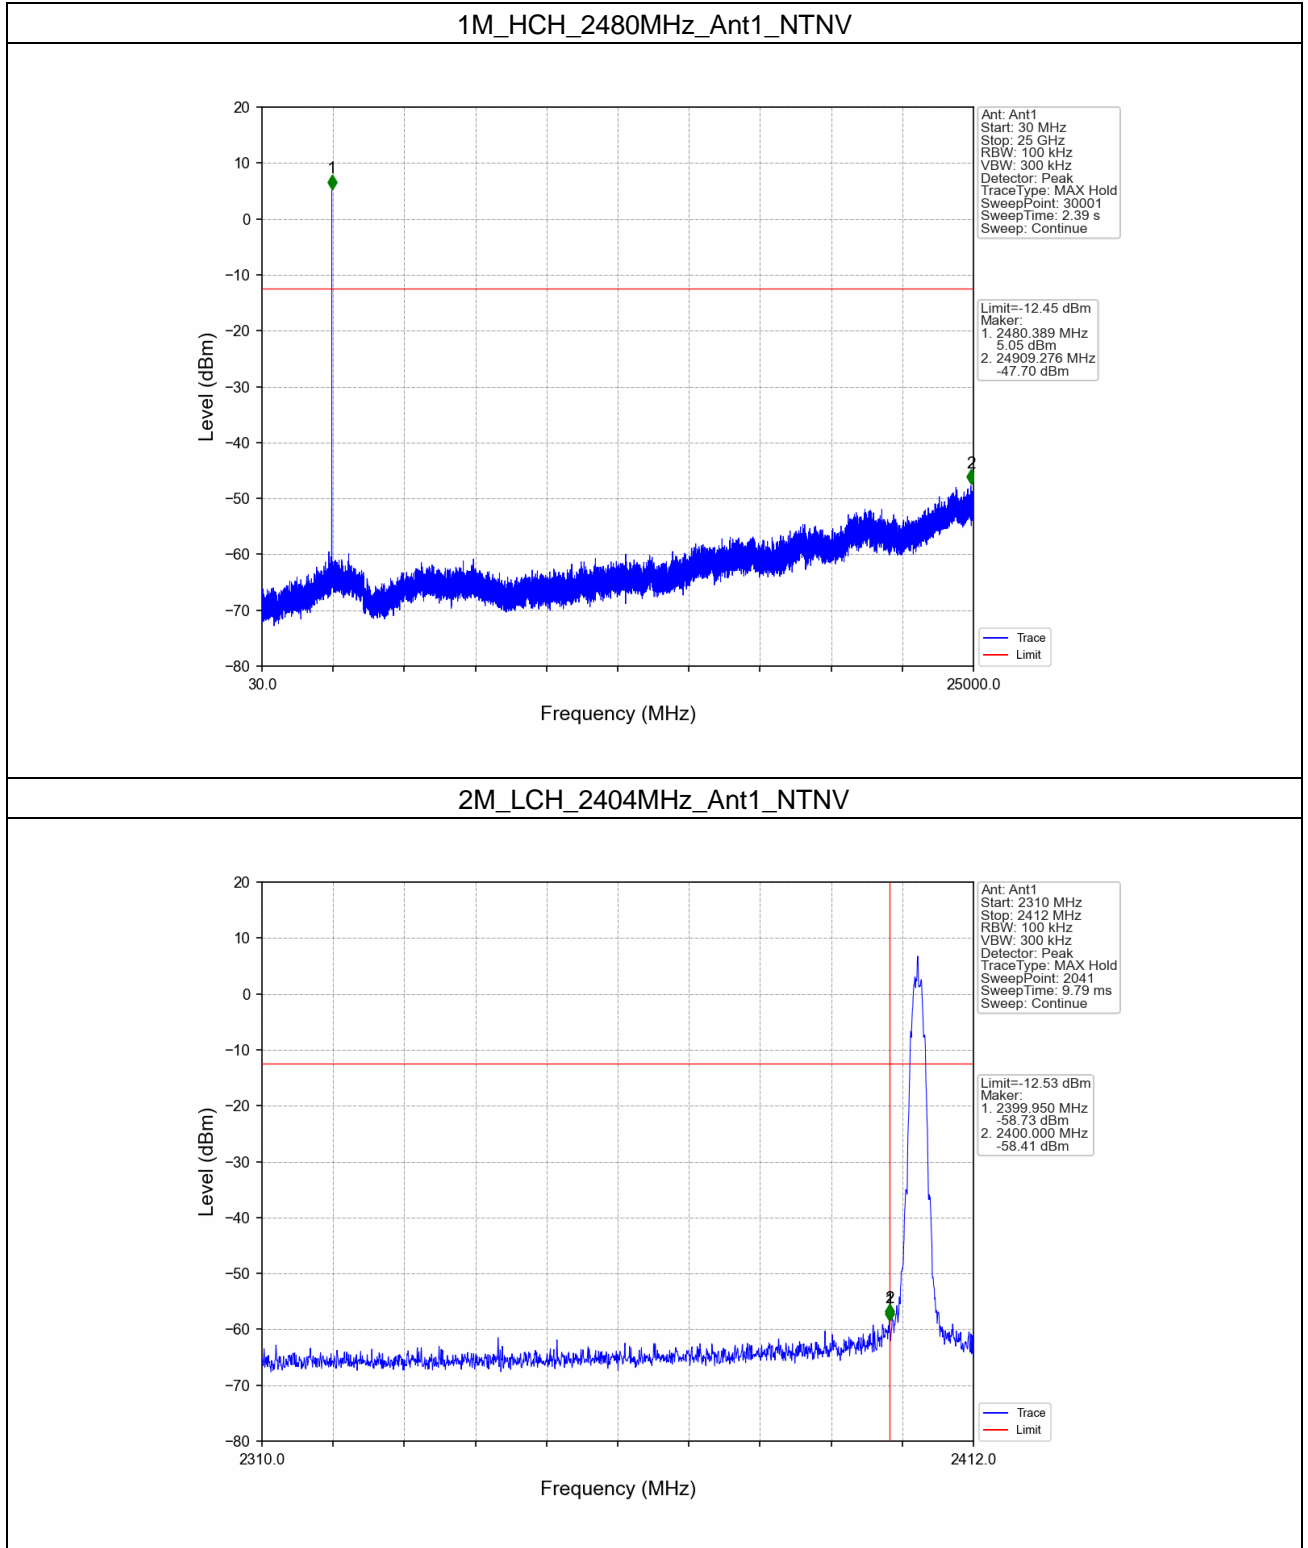 1M_HCH_2480MHz_Ant1_NTNV
20
10
0
−10
−20
−30
−40
−50
−60
−70
−80
Level (dBm)
1
2
30.0
25000.0
Frequency (MHz)
Ant: Ant1
Start: 30 MHz
Stop: 25 GHz
RBW: 100 kHz
VBW: 300 kHz
Detector: Peak
TraceType: MAX Hold
SweepPoint: 30001
SweepTime: 2.39 s
Sweep: Continue
Limit=-12.45 dBm
Maker:
1. 2480.389 MHz
5.05 dBm
2. 24909.276 MHz
-47.70 dBm
Trace
Limit
2M_LCH_2404MHz_Ant1_NTNV
20
10
0
−10
−20
−30
−40
−50
−60
−70
−80
Level (dBm)
2
2310.0
2412.0
Frequency (MHz)
Ant: Ant1
Start: 2310 MHz
Stop: 2412 MHz
RBW: 100 kHz
VBW: 300 kHz
Detector: Peak
TraceType: MAX Hold
SweepPoint: 2041
SweepTime: 9.79 ms
Sweep: Continue
Limit=-12.53 dBm
Maker:
1. 2399.950 MHz
-58.73 dBm
2. 2400.000 MHz
-58.41 dBm
Trace
Limit